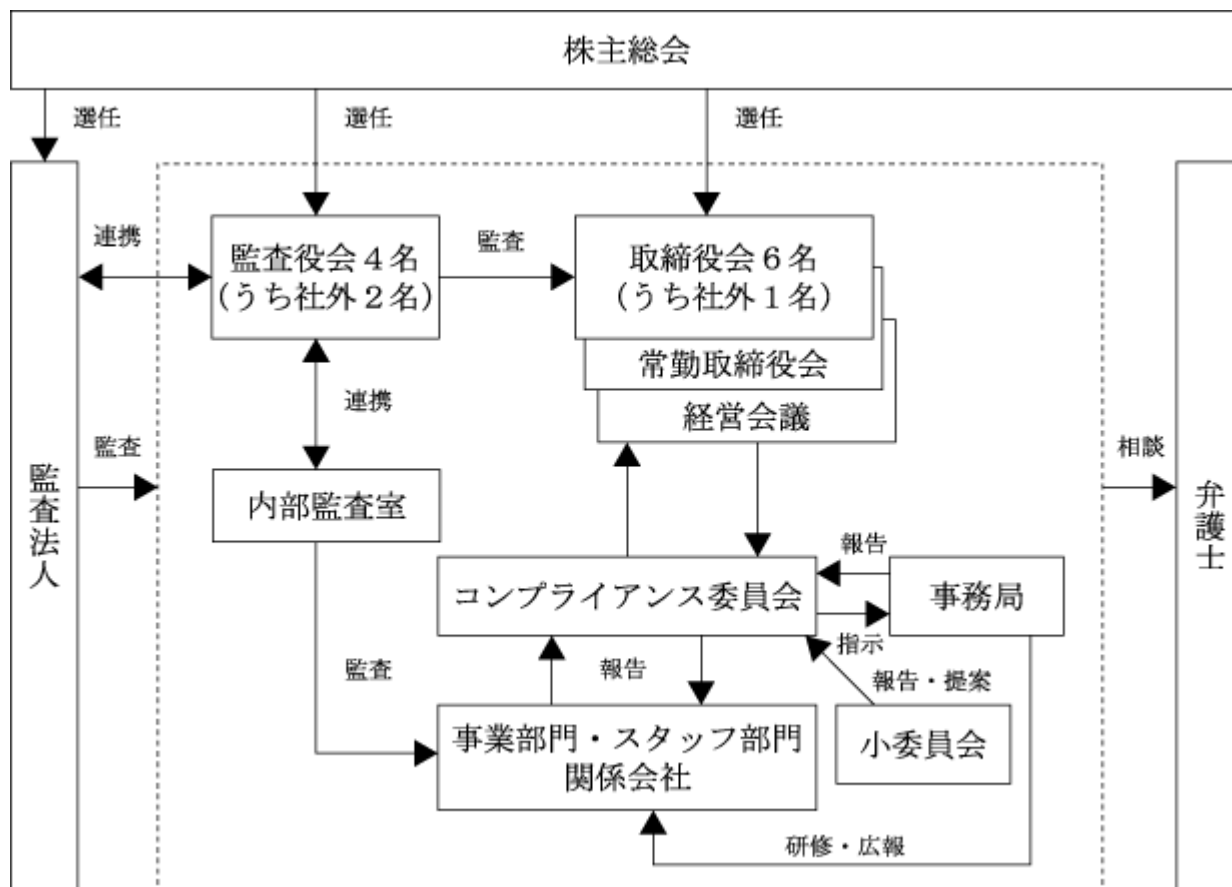 株主総会
選任
選任
選任
連携
監査役会４名
(うち社外２名)
監査
取締役会６名
(うち社外１名)
常勤取締役会
経営会議
連携
監査
監査法人
内部監査室
相談
弁護士
コンプライアンス委員会
報告
事務局
指示
監査
報告
報告・提案
事業部門・スタッフ部門
関係会社
小委員会
研修・広報